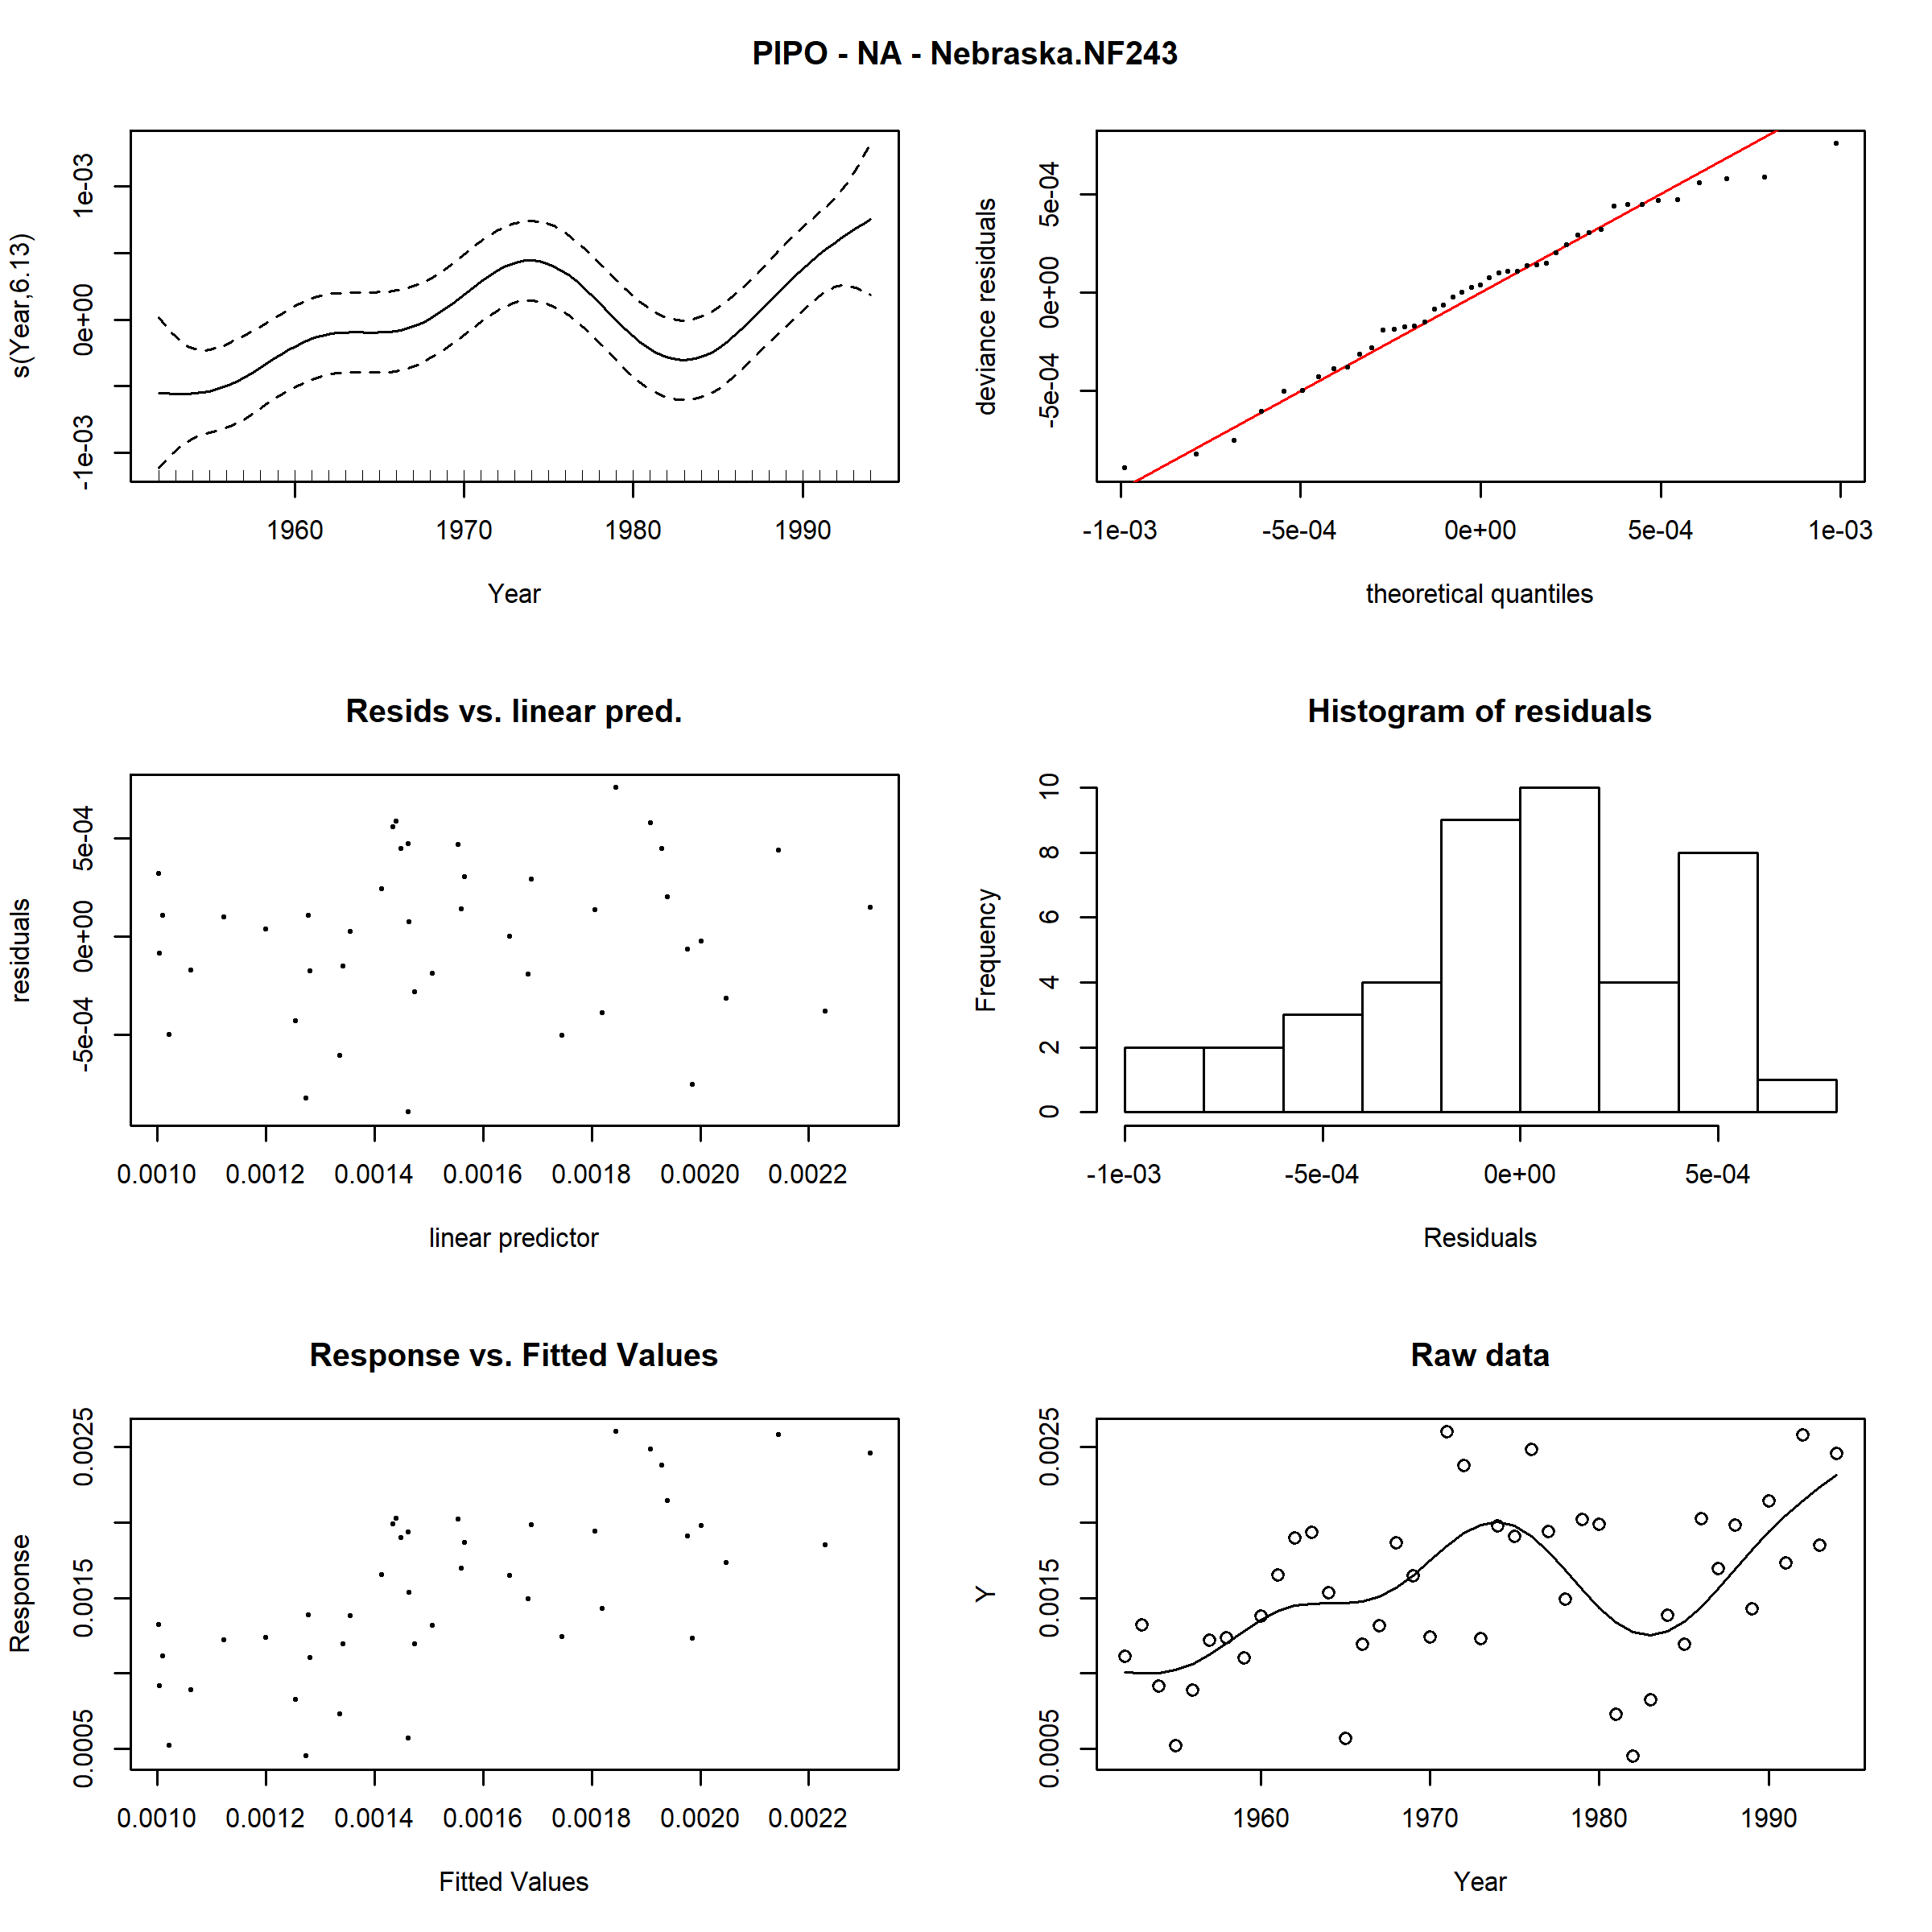 PIPO - NA - Nebraska.NF243
s(Year,6.13)
1e-03
0e+00
-1e-03
1960 1970 1980 1990
Year
deviance residuals
5e-04
0e+00
-5e-04
-1e-03 -5e-04 0e+00 5e-04 1e-03
theoretical quantiles
Resids vs. linear pred.
residuals
5e-04
0e+00
-5e-04
0.0010 0.0012 0.0014 0.0016 0.0018 0.0020 0.0022
linear predictor
Histogram of residuals
Frequency
10
8
6
4
2
0
-1e-03 -5e-04 0e+00 5e-04
Residuals
Response vs. Fitted Values
Response
0.0025
0.0015
0.0005
0.0010 0.0012 0.0014 0.0016 0.0018 0.0020 0.0022
Fitted Values
Raw data
Y
0.0025
0.0015
0.0005
1960 1970 1980 1990
Year